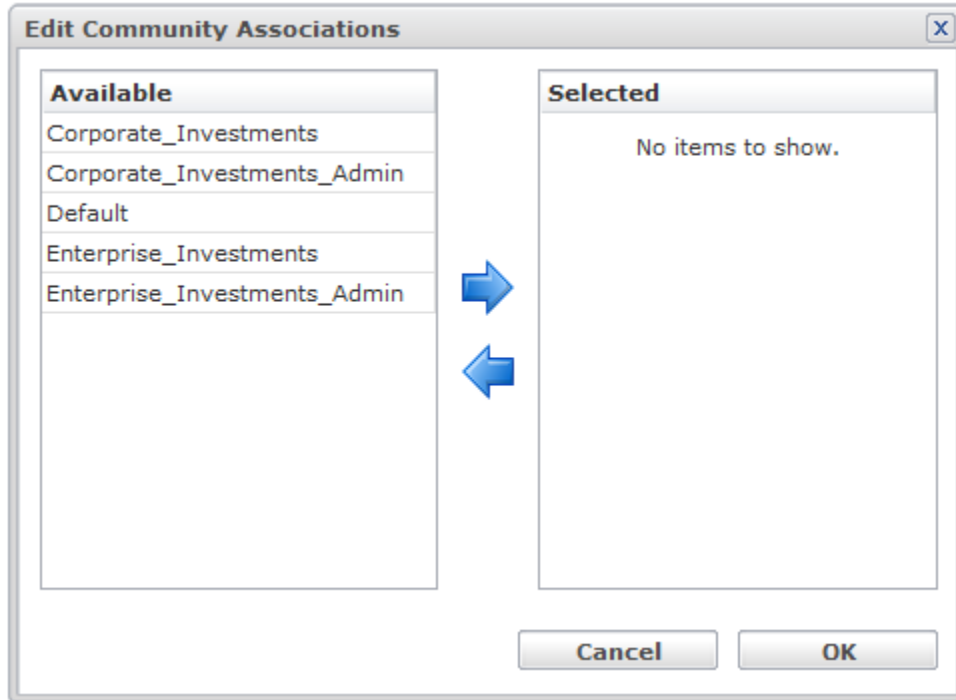 Edit Community Associations
X
Available
Corporate_Investments
Corporate_Investments_Admin
Default
Enterprise_Investments
Enterprise_Investments_Admin
Selected
No items to show.
Cancel
OK